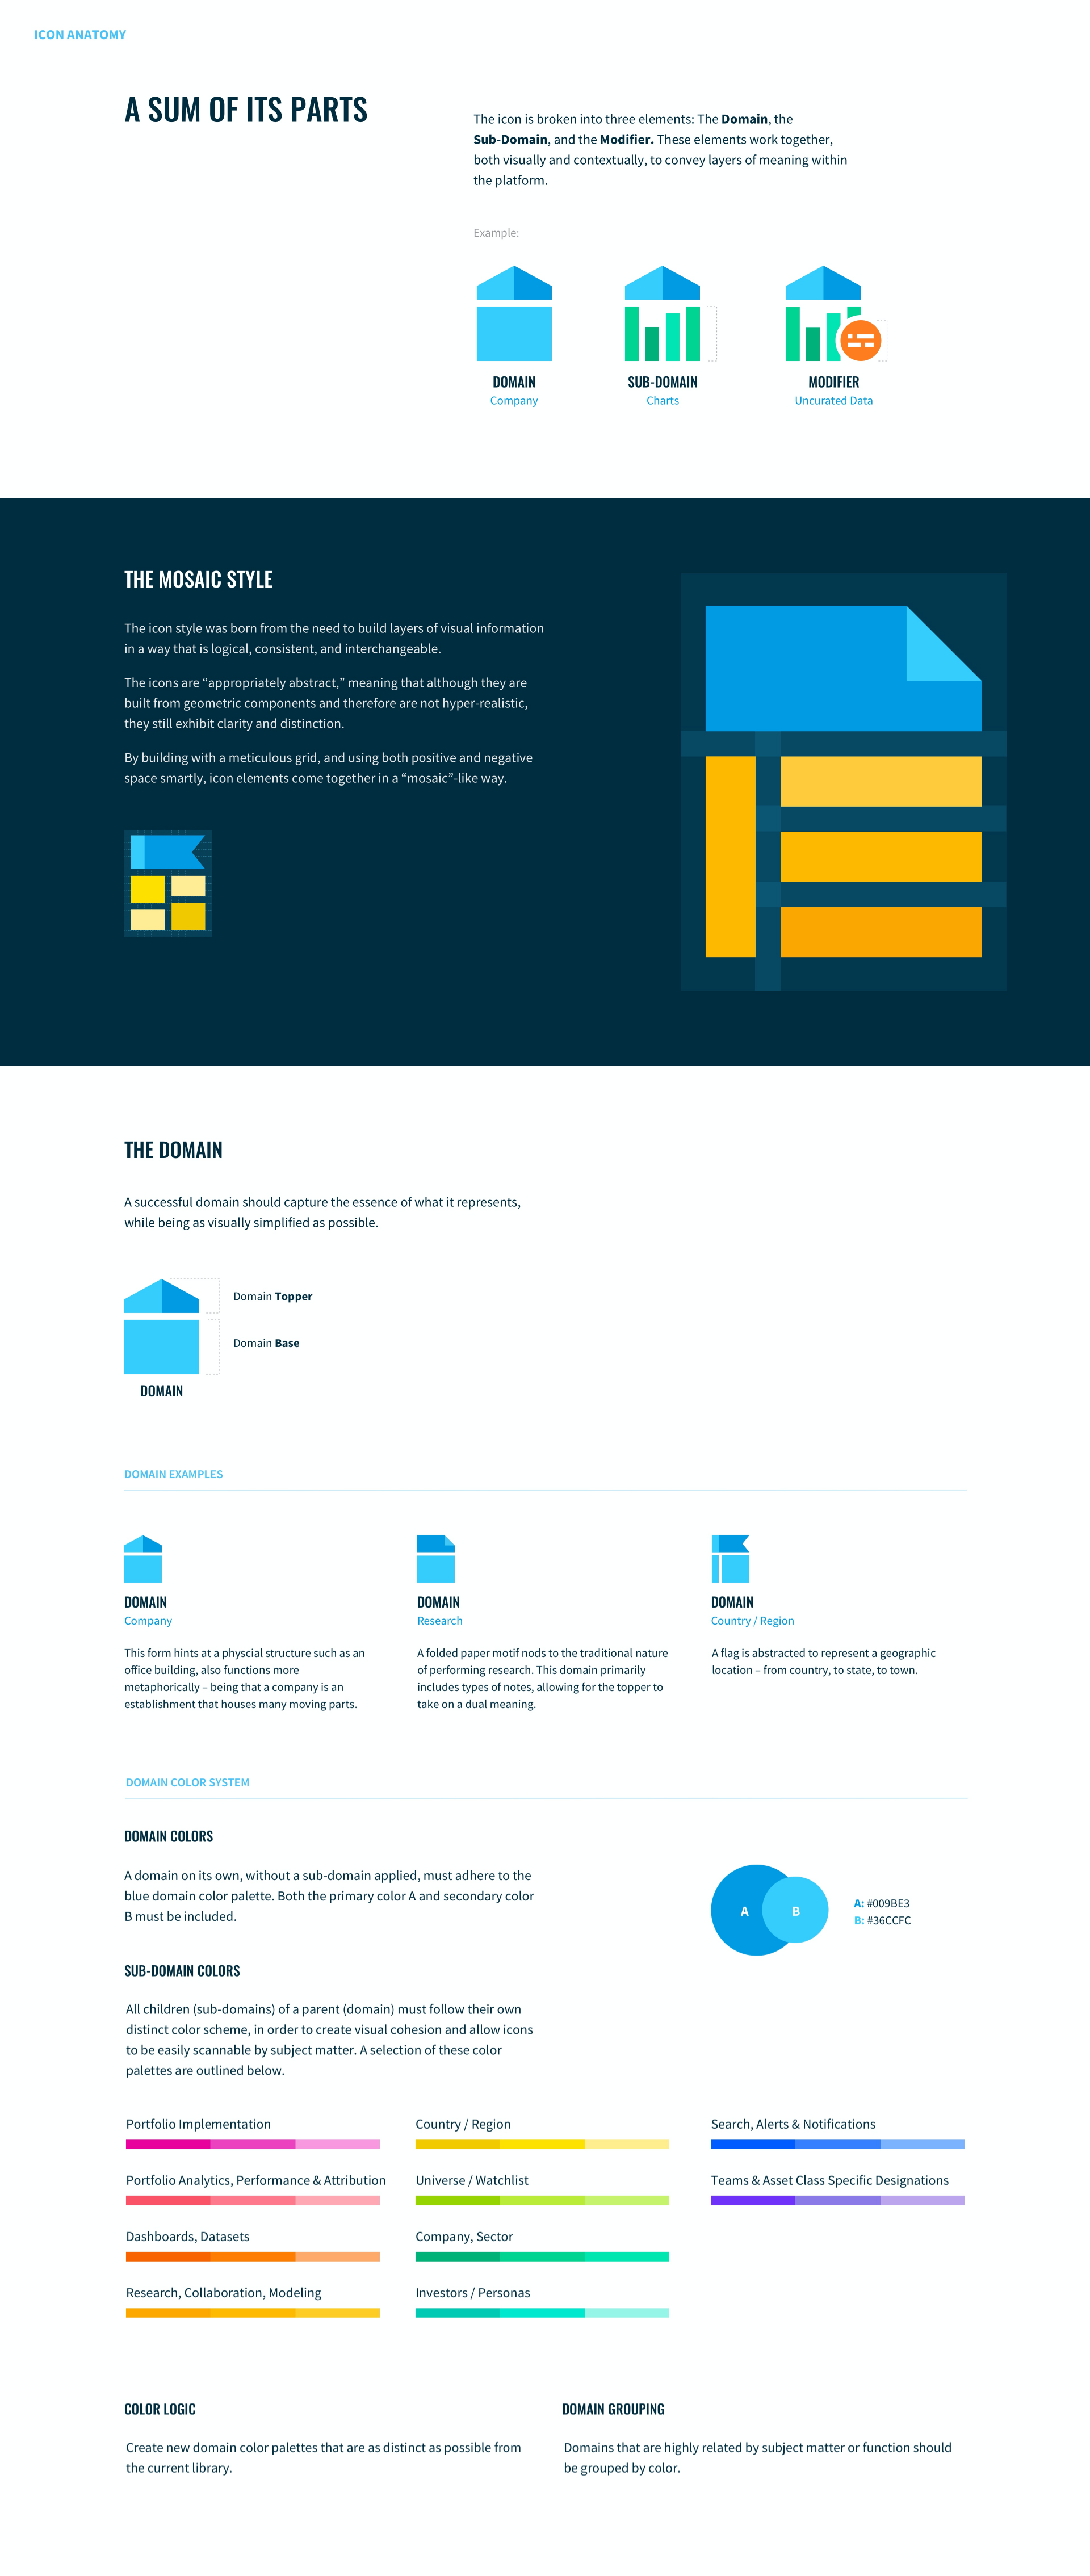 ICON ANATOMY
A SUM OF ITS PARTS
The icon is broken into three elements: The Domain, the
Sub-Domain, and the Modifier. These elements work together,
both visually and contextually, to convey layers of meaning within
the platform.
Example:
DOMAIN
Company
SUB-DOMAIN
Charts
MODIFIER
Uncurated Data
THE MOSAIC STYLE
The icon style was born from the need to build layers of visual information
in a way that is logical, consistent, and interchangeable.
The icons are “appropriately abstract,” meaning that although they are
built from geometric components and therefore are not hyper-realistic,
they still exhibit clarity and distinction.
By building with a meticulous grid, and using both positive and negative
space smartly, icon elements come together in a “mosaic”-like way.
THE DOMAIN
A successful domain should capture the essence of what it represents,
while being as visually simplified as possible.
Domain Topper
Domain Base
DOMAIN
DOMAIN EXAMPLES
DOMAIN
Company
This form hints at a physcial structure such as an
office building, also functions more
metaphorically – being that a company is an
establishment that houses many moving parts.
DOMAIN
Research
A folded paper motif nods to the traditional nature
of performing research. This domain primarily
includes types of notes, allowing for the topper to
take on a dual meaning.
DOMAIN
Country / Region
A flag is abstracted to represent a geographic
location – from country, to state, to town.
DOMAIN COLOR SYSTEM
DOMAIN COLORS
A domain on its own, without a sub-domain applied, must adhere to the
blue domain color palette. Both the primary color A and secondary color
B must be included.
A
B
A: #009BE3
B: #36CCFC
SUB-DOMAIN COLORS
All children (sub-domains) of a parent (domain) must follow their own
distinct color scheme, in order to create visual cohesion and allow icons
to be easily scannable by subject matter. A selection of these color
palettes are outlined below.
Portfolio Implementation
Portfolio Analytics, Performance & Attribution
Dashboards, Datasets
Research, Collaboration, Modeling
Country / Region
Universe / Watchlist
Company, Sector
Investors / Personas
Search, Alerts & Notifications
Teams & Asset Class Specific Designations
COLOR LOGIC
Create new domain color palettes that are as distinct as possible from
the current library.
DOMAIN GROUPING
Domains that are highly related by subject matter or function should
be grouped by color.